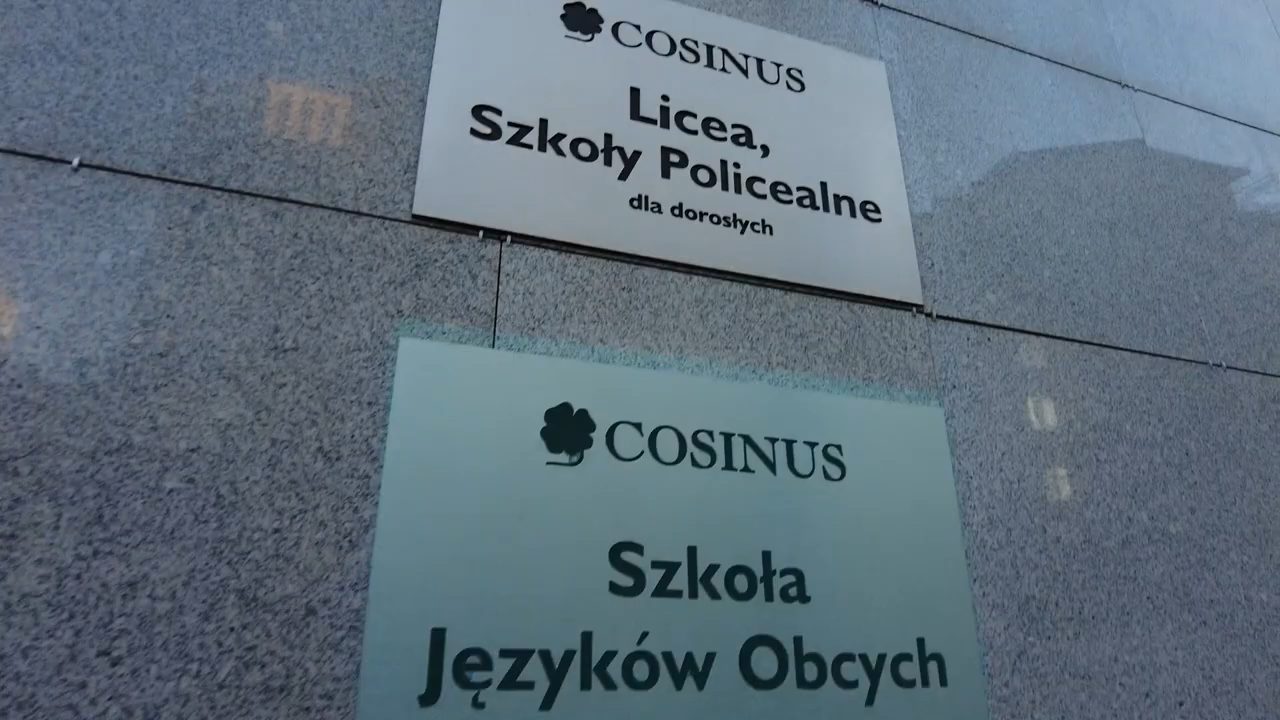 COSINUS
Licea,
Szkoły Policealne
dla dorosłych
COSINUS
Szkoła
Języków Obcych